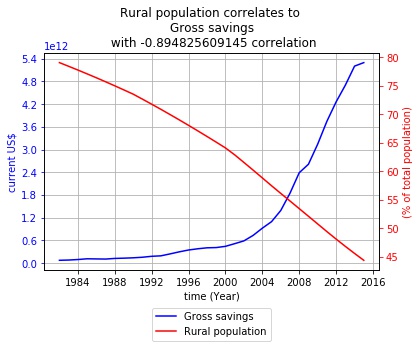 Rural population correlates to
Gross savings
with -0.894825609145 correlation
1e12
5.4
4.8
4.2
3.6
3.0
2.4
1.8
1.2
0.6
0.0
current US$
80
75
70
65
60
55
50
45
(% of total population)
1984 1988 1992 1996 2000 2004 2008 2012 2016
time (Year)
Gross savings
Rural population